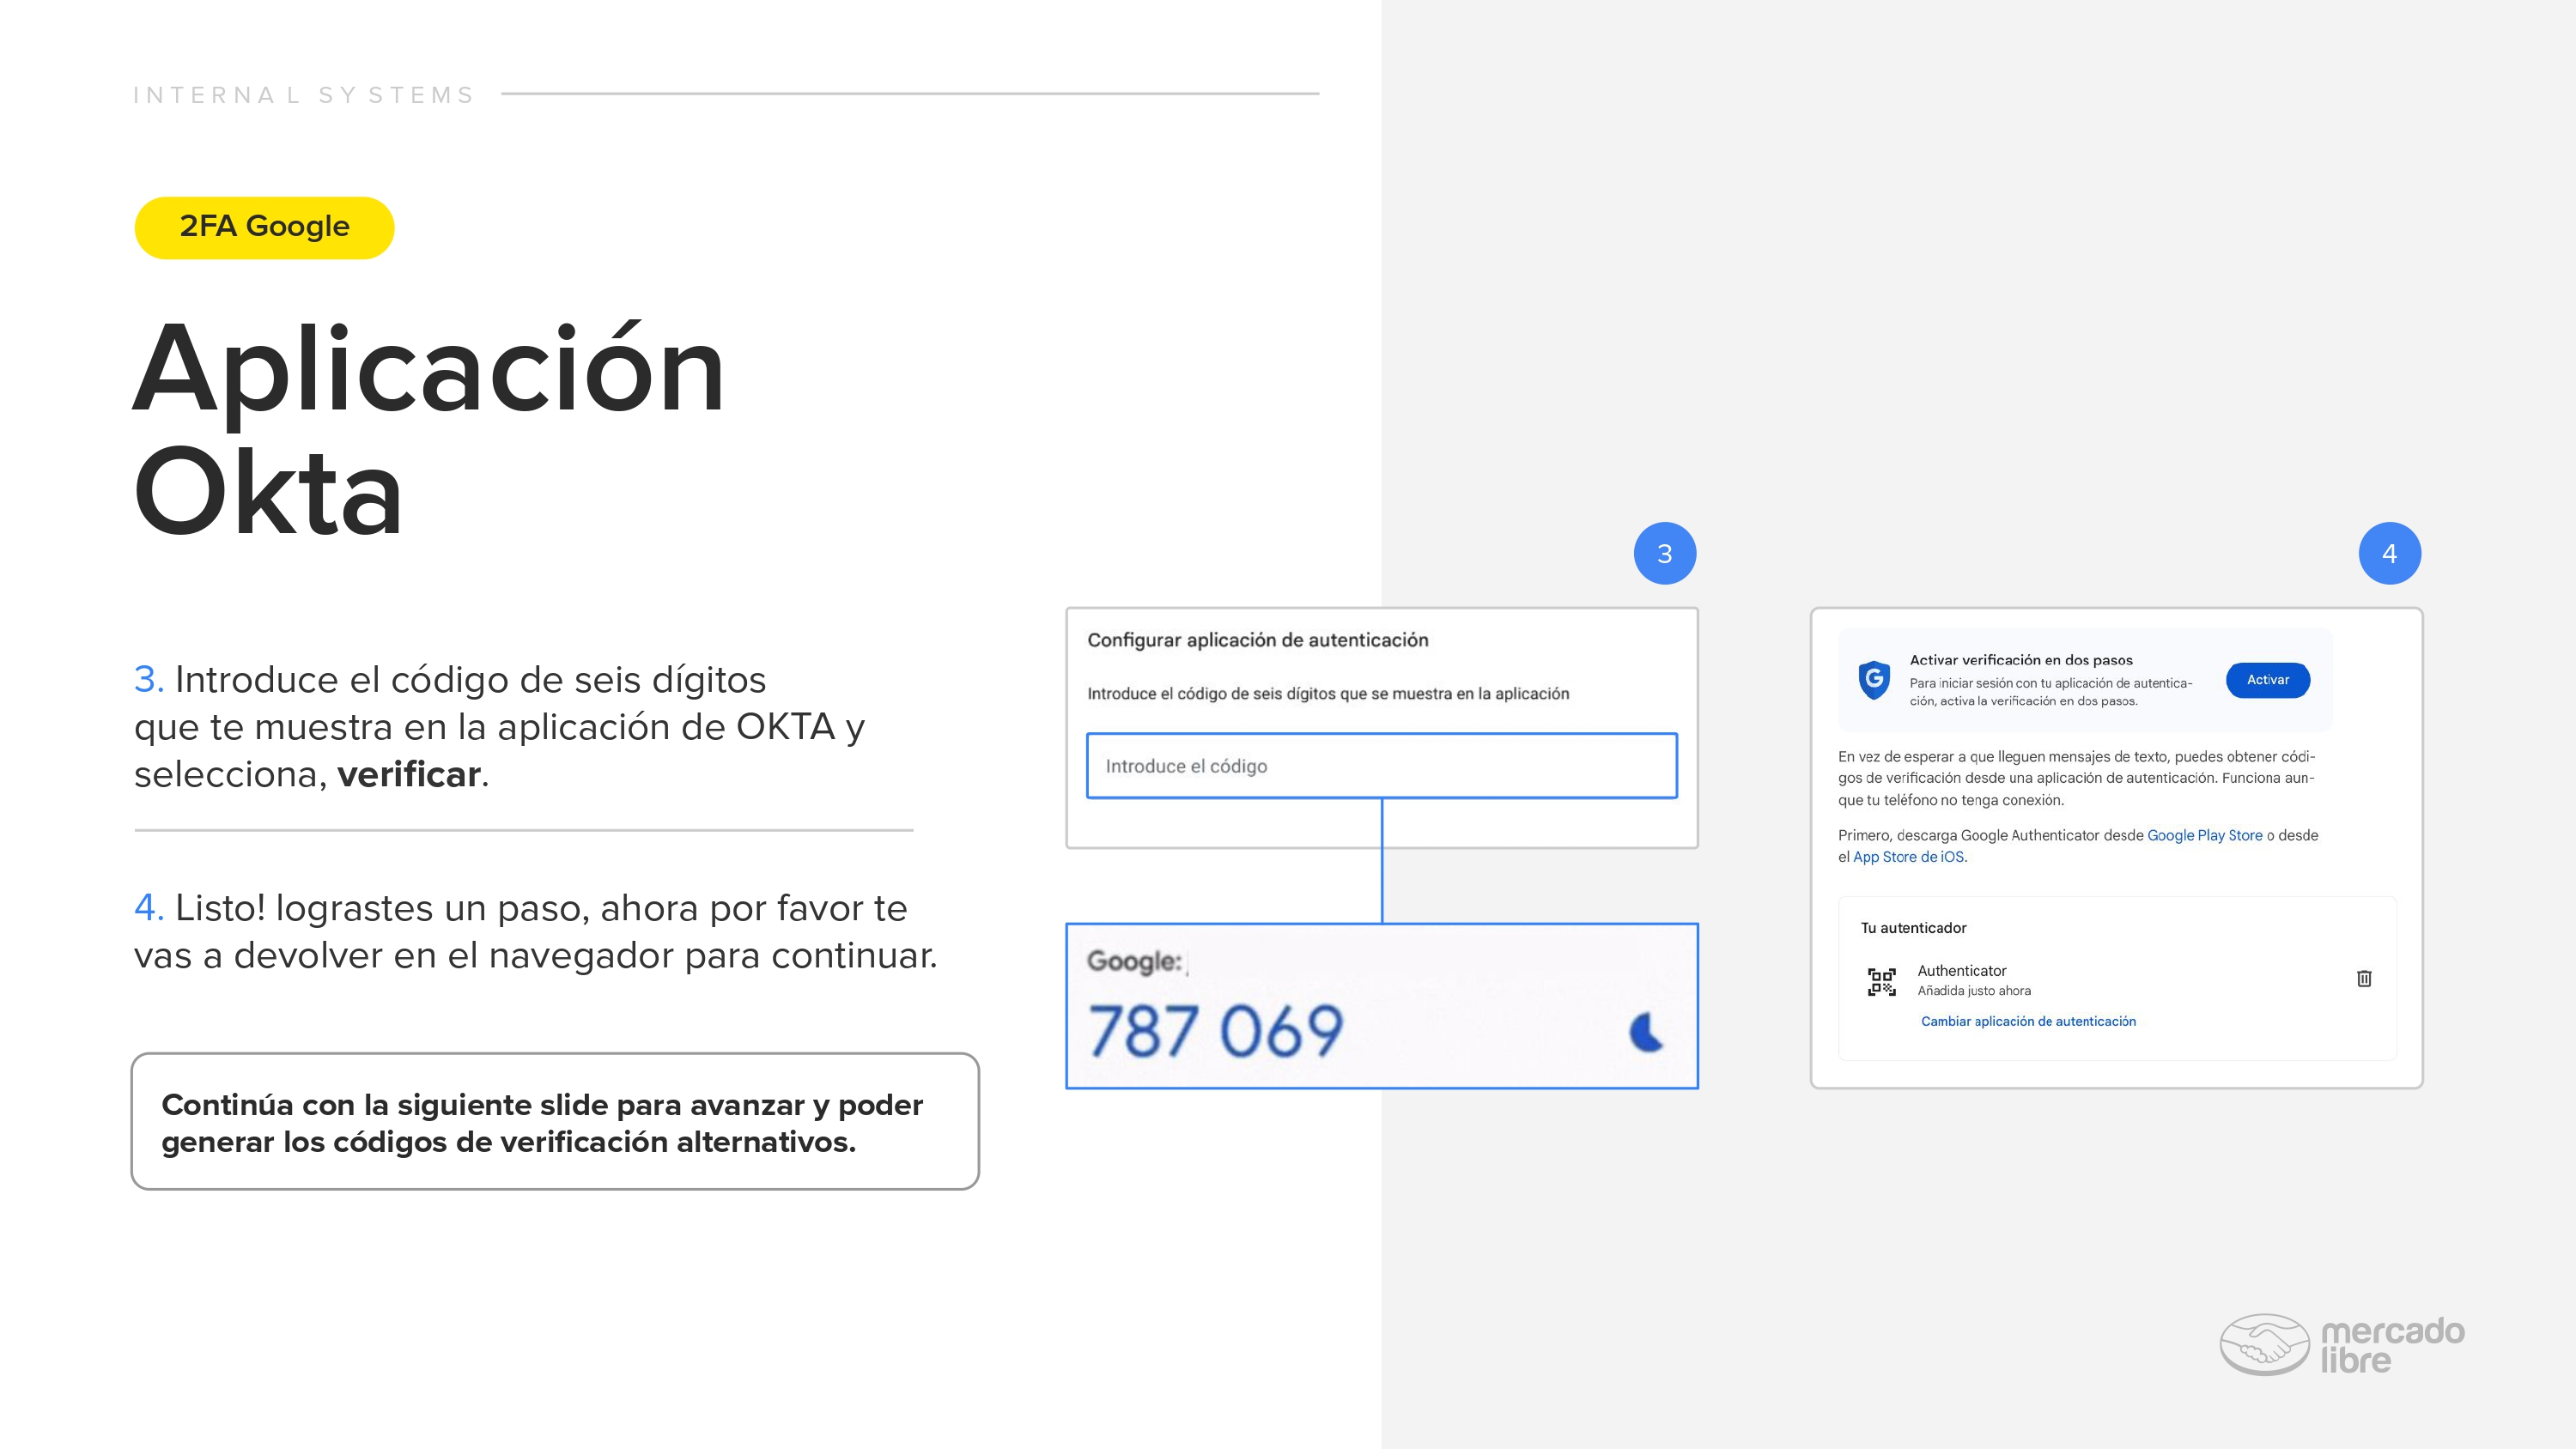 INTERNAL SYSTEMS
2FA Google
Aplicación
Okta
3. Introduce el código de seis dígitos
que te muestra en la aplicación de OKTA y
selecciona, verificar.
4. Listo! lograstes un paso, ahora por favor te
vas a devolver en el navegador para continuar.
Continúa con la siguiente slide para avanzar y poder
generar los códigos de verificación alternativos.
3
Configurar aplicación de autenticación
Introduce el código de seis dígitos que se muestra en la aplicación
Introduce el código
Google:
787 069
4
Activar verificación en dos pasos
Para iniciar sesión con tu aplicación de autentica-
ción, activa la verificación en dos pasos.
Activar
En vez de esperar a que lleguen mensajes de texto, puedes obtener códi-
gos de verificación desde una aplicación de autenticación. Funciona aun-
que tu teléfono no tenga conexión.
Primero, descarga Google Authenticator desde Google Play Store o desde
el App Store de iOS.
Tu autenticador
Authenticator
Añadida justo ahora
Cambiar aplicación de autenticación
mercado
libre